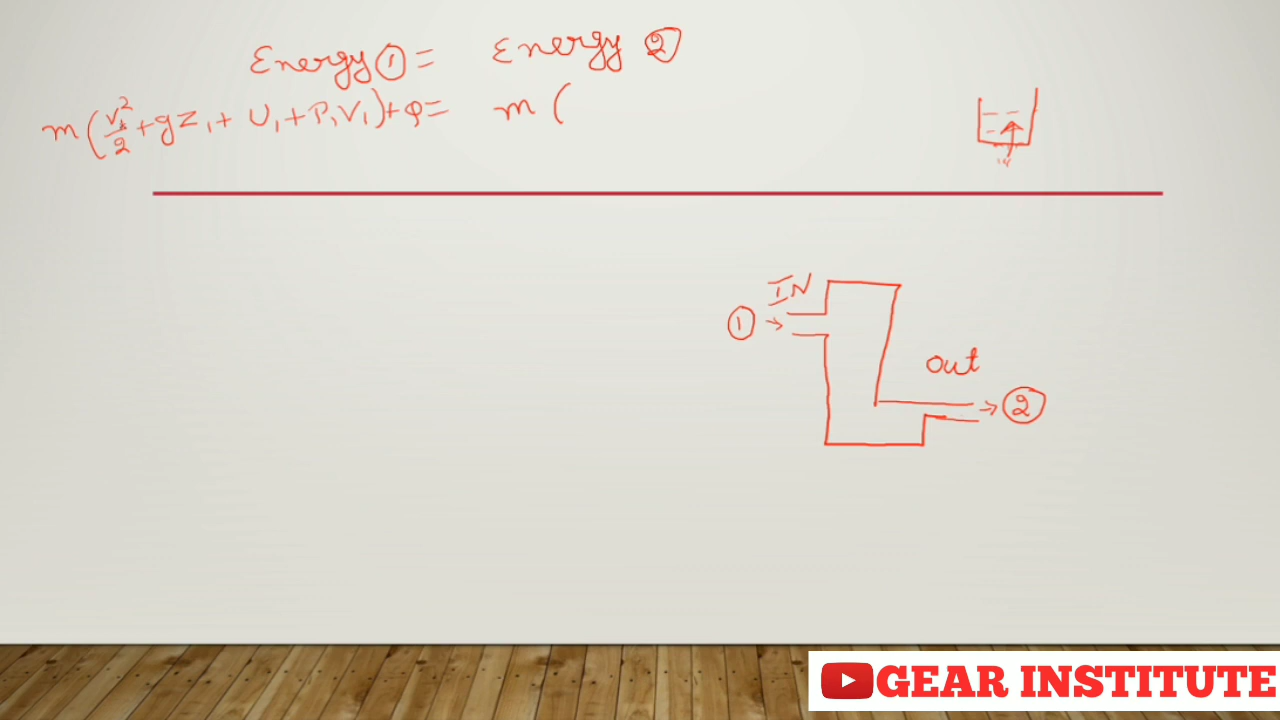 Energy ① = Energy ②
m(V₁²/2 + gZ₁ + U₁ + P₁V₁) + Q = m(
IN
① →
out
→ ②
GEAR INSTITUTE